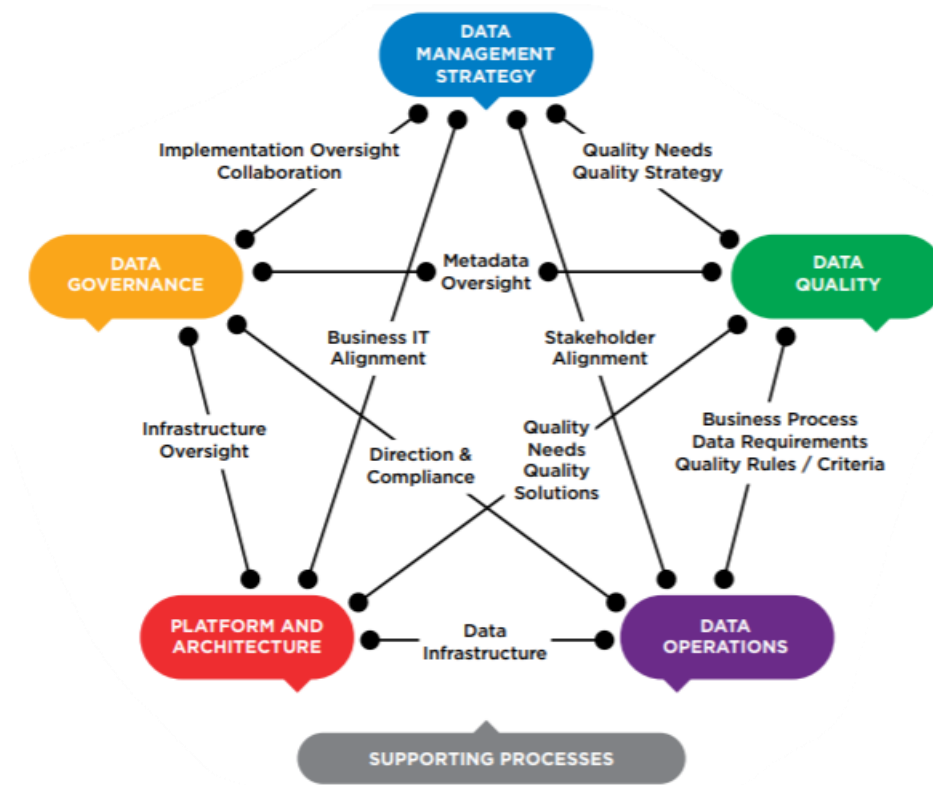 DATA
MANAGEMENT
STRATEGY
Implementation Oversight
Collaboration
Quality Needs
Quality Strategy
DATA
GOVERNANCE
Metadata
Oversight
DATA
QUALITY
Business IT
Alignment
Stakeholder
Alignment
Infrastructure
Oversight
Direction &
Compliance
Quality
Needs
Quality
Solutions
Business Process
Data Requirements
Quality Rules / Criteria
PLATFORM AND
ARCHITECTURE
Data
Infrastructure
DATA
OPERATIONS
SUPPORTING PROCESSES